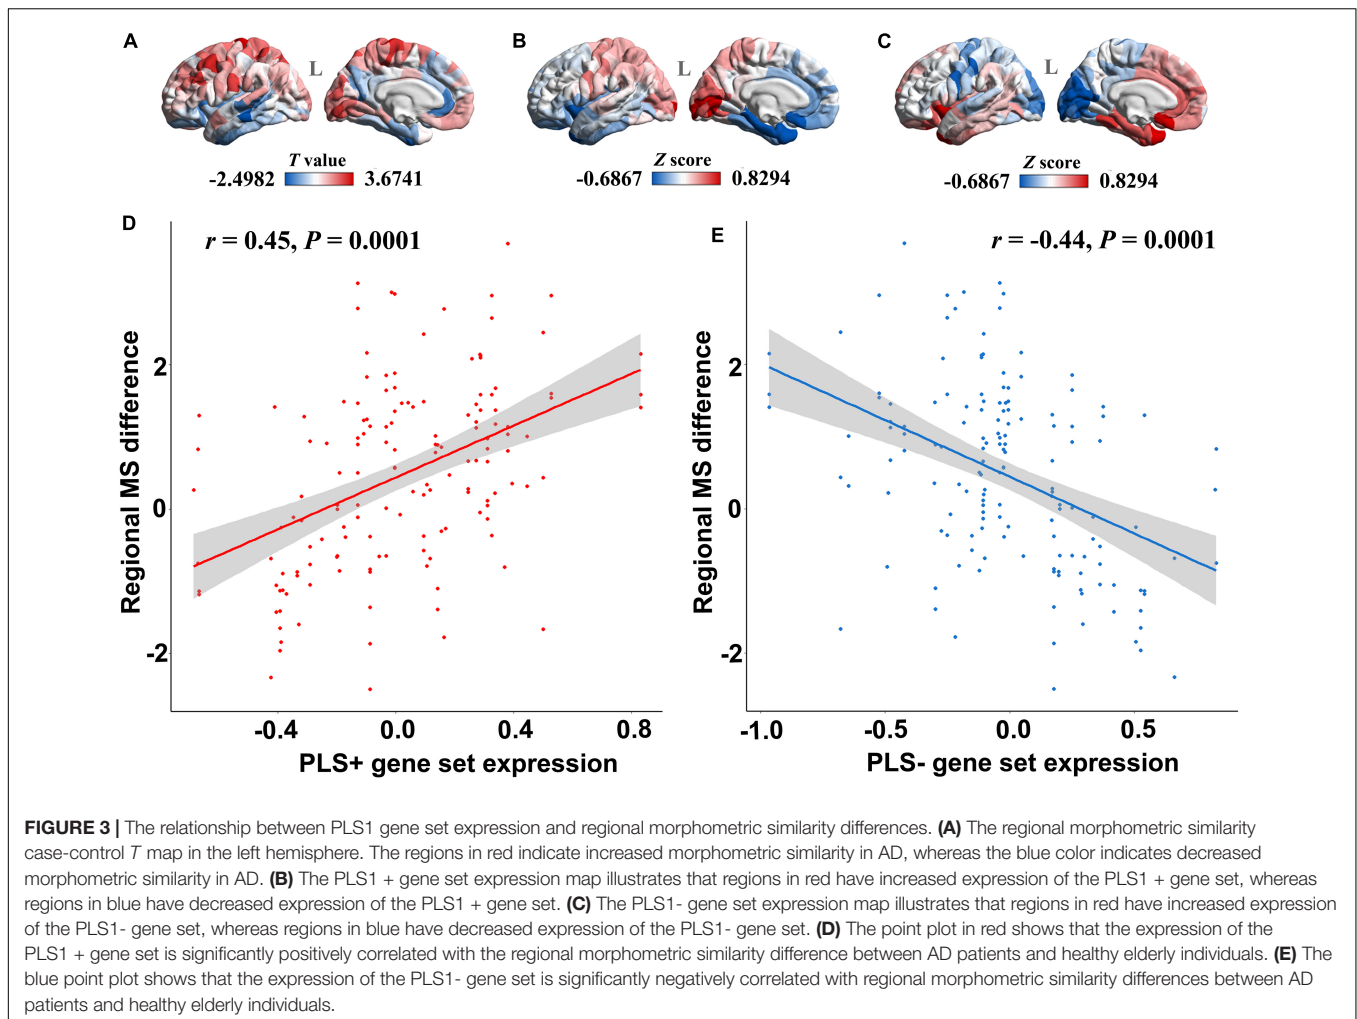 A
B
C
L
L
L
T value
-2.4982 3.6741
Z score
-0.6867 0.8294
Z score
-0.6867 0.8294
D
r = 0.45, P = 0.0001
Regional MS difference
2
0
-2
-0.4 0.0 0.4 0.8
PLS+ gene set expression
E
r = -0.44, P = 0.0001
Regional MS difference
2
0
-2
-1.0 -0.5 0.0 0.5
PLS- gene set expression
FIGURE 3 | The relationship between PLS1 gene set expression and regional morphometric similarity differences. (A) The regional morphometric similarity
case-control T map in the left hemisphere. The regions in red indicate increased morphometric similarity in AD, whereas the blue color indicates decreased
morphometric similarity in AD. (B) The PLS1 + gene set expression map illustrates that regions in red have increased expression of the PLS1 + gene set, whereas
regions in blue have decreased expression of the PLS1 + gene set. (C) The PLS1- gene set expression map illustrates that regions in red have increased expression
of the PLS1- gene set, whereas regions in blue have decreased expression of the PLS1- gene set. (D) The point plot in red shows that the expression of the
PLS1 + gene set is significantly positively correlated with the regional morphometric similarity difference between AD patients and healthy elderly individuals. (E) The
blue point plot shows that the expression of the PLS1- gene set is significantly negatively correlated with regional morphometric similarity differences between AD
patients and healthy elderly individuals.